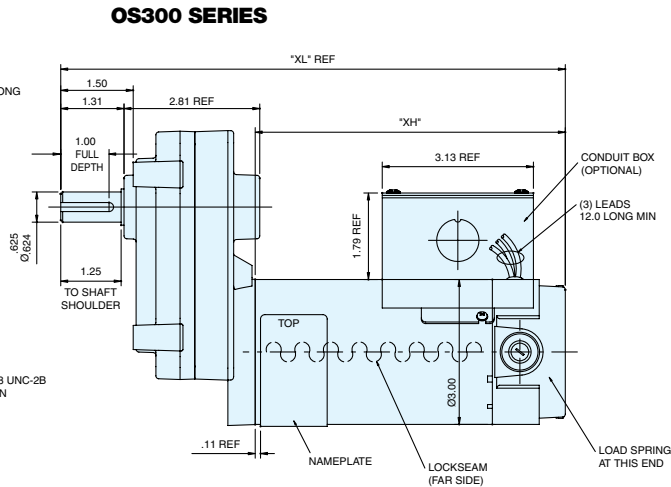 OS300 SERIES
"XL" REF
ONG
1.50
1.31
2.81 REF
"XH"
1.00
FULL
DEPTH
3.13 REF
CONDUIT BOX
(OPTIONAL)
(3) LEADS
12.0 LONG MIN
1.79 REF
.625
Ø.624
1.25
TO SHAFT
SHOULDER
TOP
Ø3.00
UNC-2B
N
.11 REF
NAMEPLATE
LOCKSEAM
(FAR SIDE)
LOAD SPRING
AT THIS END